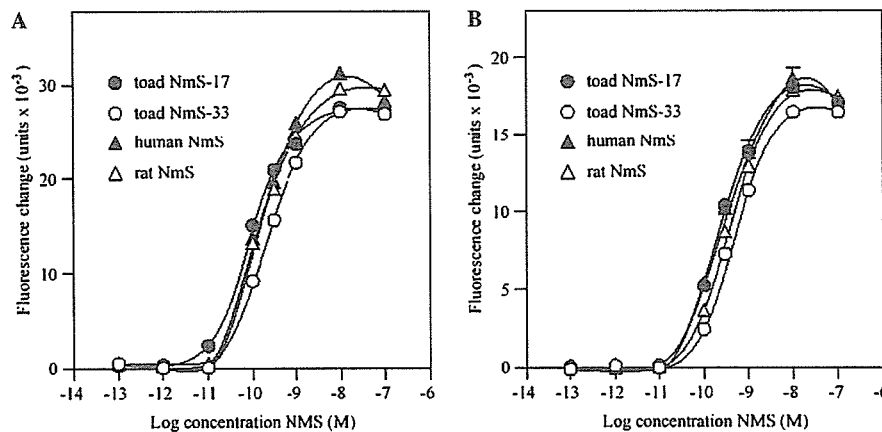 A
Fluorescence change (units x 10⁻³)
30
20
10
0
toad NmS-17
toad NmS-33
human NmS
rat NmS
-14 -13 -12 -11 -10 -9 -8 -7 -6
Log concentration NMS (M)
B
Fluorescence change (units x 10⁻³)
20
15
10
5
0
toad NmS-17
toad NmS-33
human NmS
rat NmS
-14 -13 -12 -11 -10 -9 -8 -7 -6
Log concentration NMS (M)